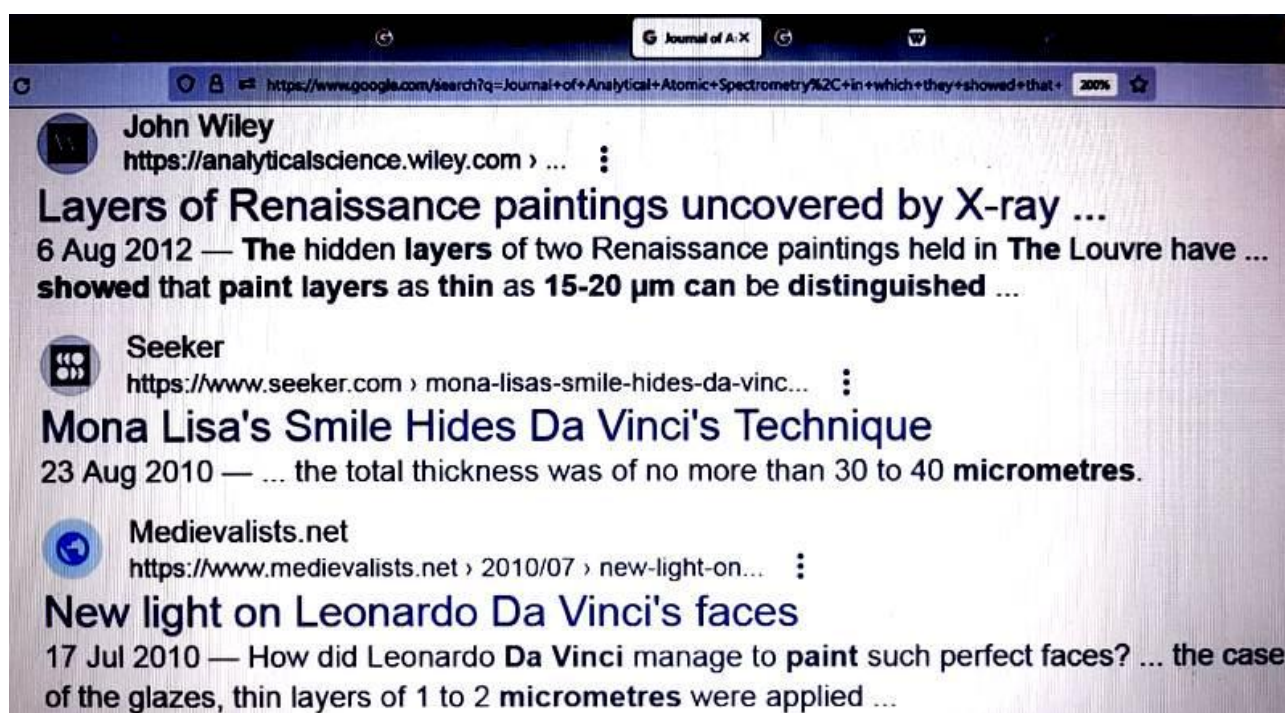 G Journal of A: X
https://www.google.com/search?q=Journal+of+Analytical+Atomic+Spectrometry%2C+in+which+they+showed+that+ 200%
John Wiley
https://analyticalscience.wiley.com › ...
Layers of Renaissance paintings uncovered by X-ray ...
6 Aug 2012 — The hidden layers of two Renaissance paintings held in The Louvre have ...
showed that paint layers as thin as 15-20 µm can be distinguished ...
Seeker
https://www.seeker.com › mona-lisas-smile-hides-da-vinc...
Mona Lisa's Smile Hides Da Vinci's Technique
23 Aug 2010 — ... the total thickness was of no more than 30 to 40 micrometres.
Medievalists.net
https://www.medievalists.net › 2010/07 › new-light-on...
New light on Leonardo Da Vinci's faces
17 Jul 2010 — How did Leonardo Da Vinci manage to paint such perfect faces? ... the case
of the glazes, thin layers of 1 to 2 micrometres were applied ...